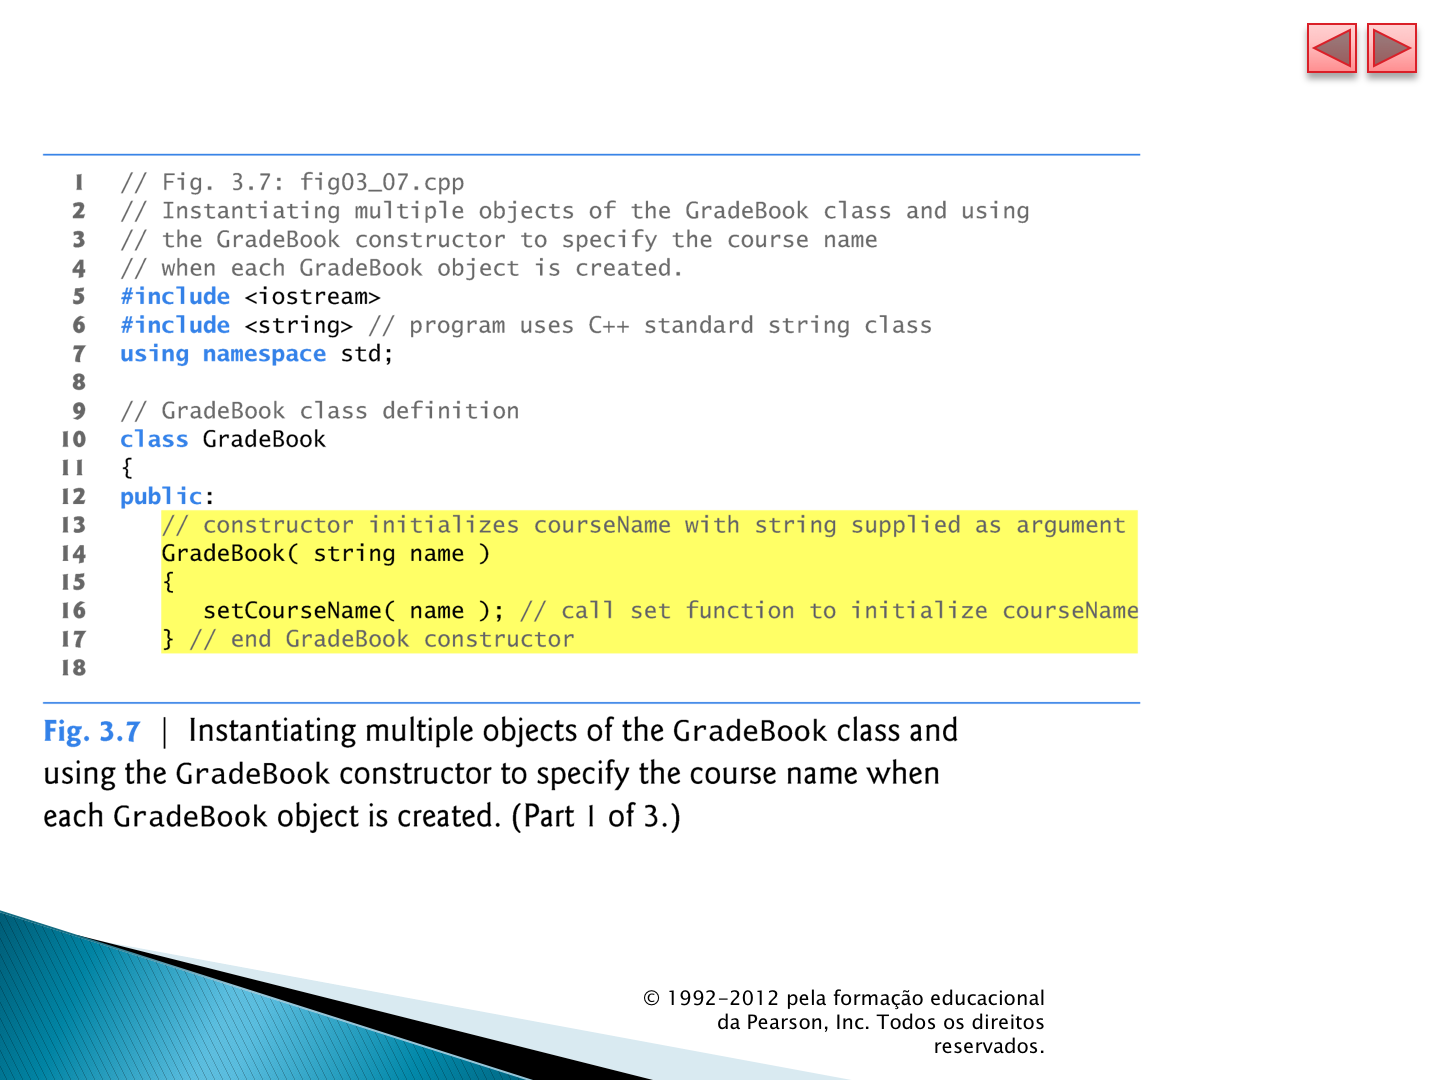 1 // Fig. 3.7: fig03_07.cpp
2 // Instantiating multiple objects of the GradeBook class and using
3 // the GradeBook constructor to specify the course name
4 // when each GradeBook object is created.
5 #include <iostream>
6 #include <string> // program uses C++ standard string class
7 using namespace std;
8
9 // GradeBook class definition
10 class GradeBook
11 {
12 public:
13    // constructor initializes courseName with string supplied as argument
14    GradeBook( string name )
15    {
16       setCourseName( name ); // call set function to initialize courseName
17    } // end GradeBook constructor
18
Fig. 3.7 | Instantiating multiple objects of the GradeBook class and
using the GradeBook constructor to specify the course name when
each GradeBook object is created. (Part 1 of 3.)
© 1992-2012 pela formação educacional
da Pearson, Inc. Todos os direitos
reservados.